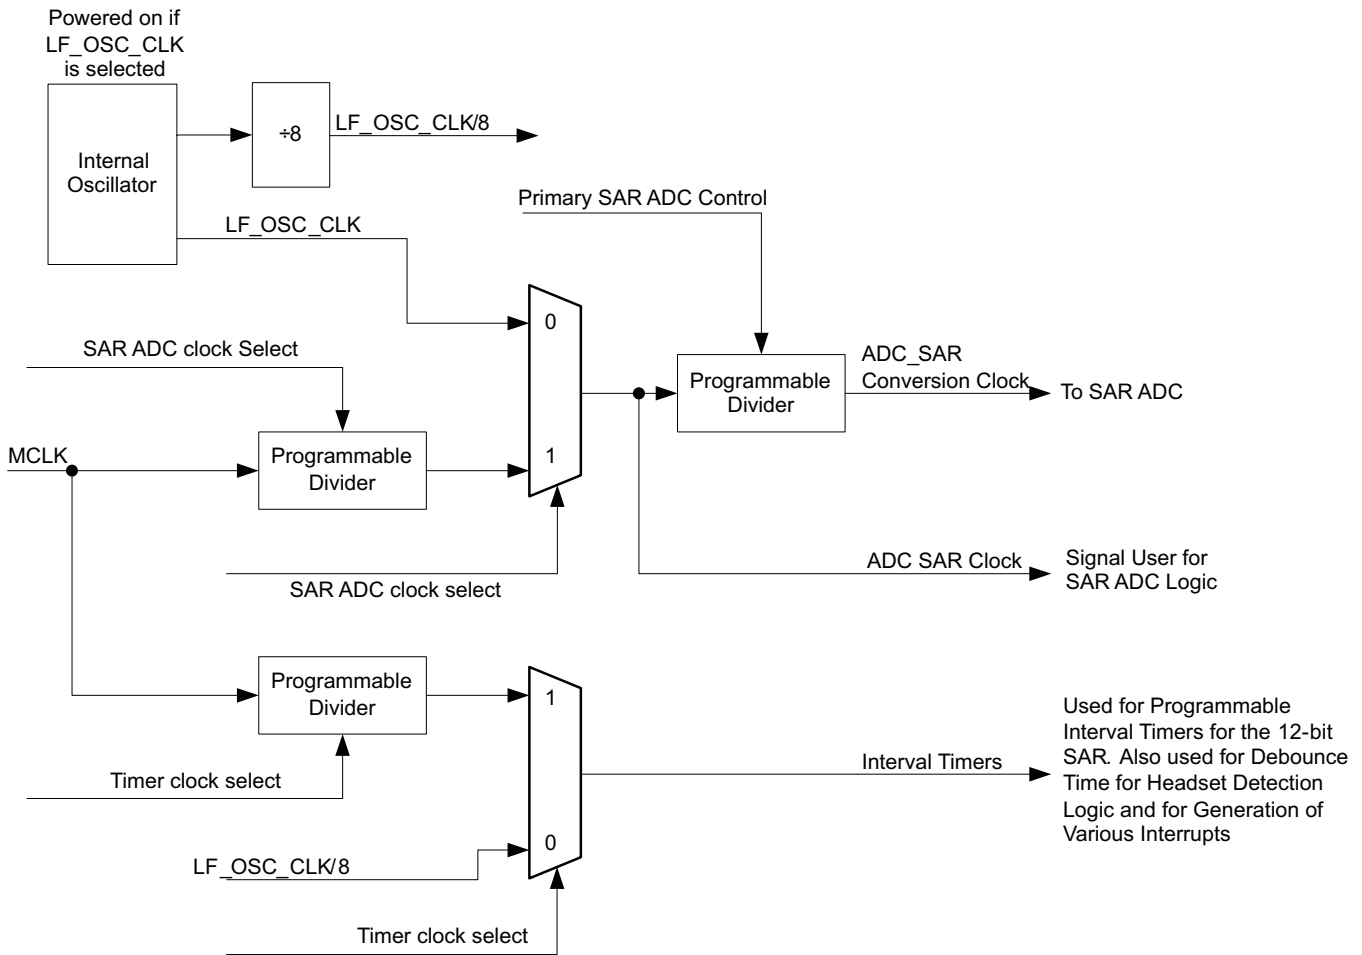 Powered on if
LF_OSC_CLK
is selected
Internal
Oscillator
÷8
LF_OSC_CLK/8
LF_OSC_CLK
Primary SAR ADC Control
0
1
SAR ADC clock Select
MCLK
Programmable
Divider
SAR ADC clock select
Programmable
Divider
ADC_SAR
Conversion Clock
To SAR ADC
ADC SAR Clock
Signal User for
SAR ADC Logic
Programmable
Divider
Timer clock select
1
0
LF_OSC_CLK/8
Timer clock select
Interval Timers
Used for Programmable
Interval Timers for the 12-bit
SAR. Also used for Debounce
Time for Headset Detection
Logic and for Generation of
Various Interrupts